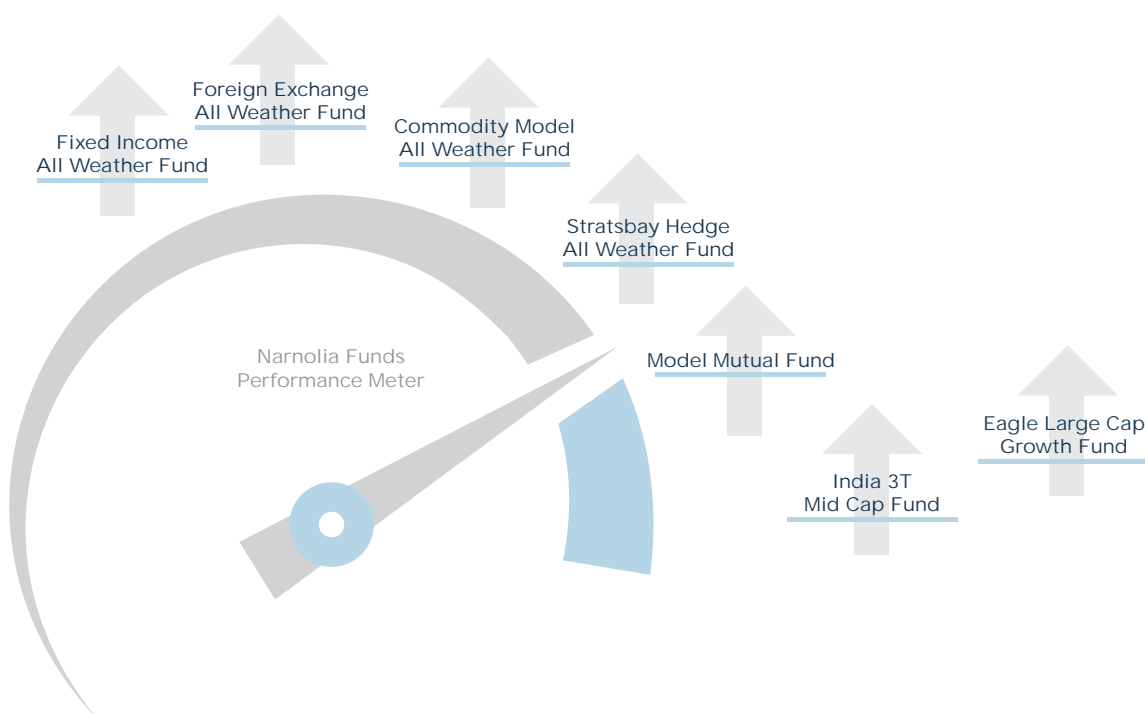 Foreign Exchange
All Weather Fund
Fixed Income
All Weather Fund
Commodity Model
All Weather Fund
Stratsbay Hedge
All Weather Fund
Narnolia Funds
Performance Meter
Model Mutual Fund
Eagle Large Cap
Growth Fund
India 3T
Mid Cap Fund